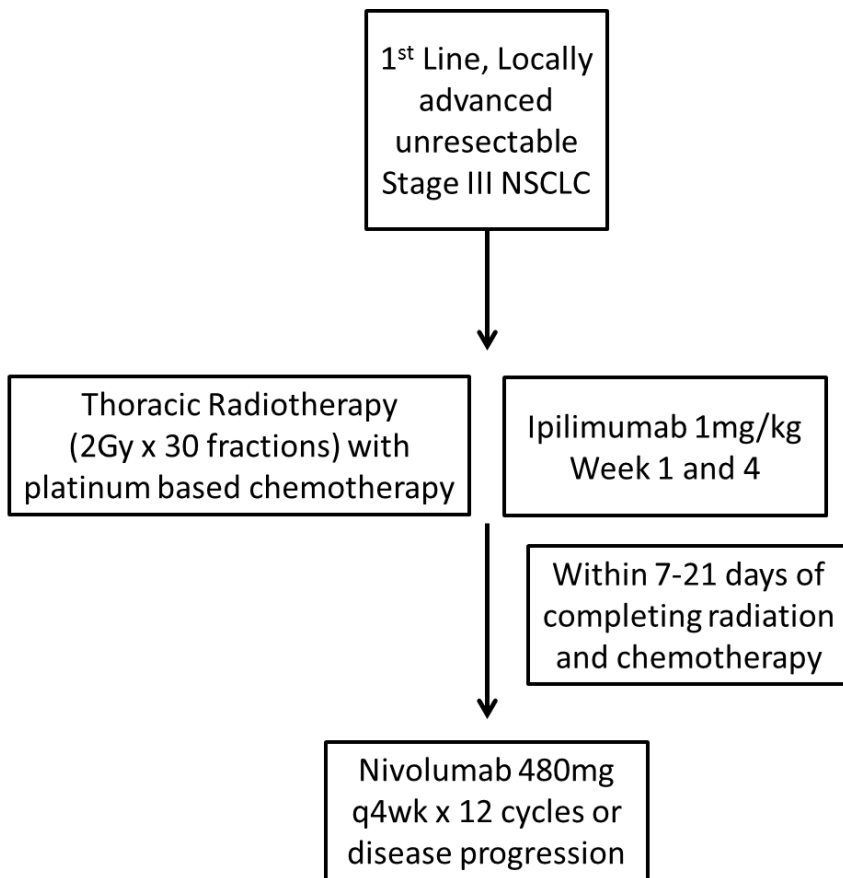 1st Line, Locally
advanced
unresectable
Stage III NSCLC
Thoracic Radiotherapy
(2Gy x 30 fractions) with
platinum based chemotherapy
Ipilimumab 1mg/kg
Week 1 and 4
Within 7-21 days of
completing radiation
and chemotherapy
Nivolumab 480mg
q4wk x 12 cycles or
disease progression